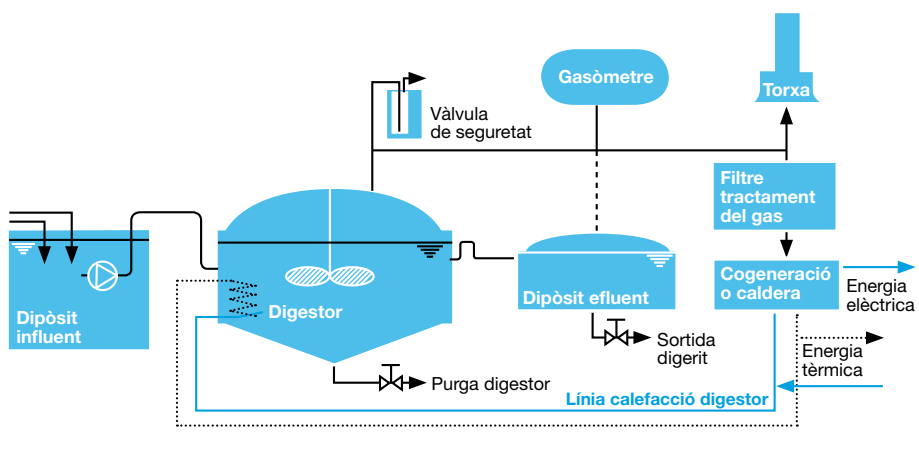 Gasòmetre
Torxa
Vàlvula
de seguretat
Filtre
tractament
del gas
Cogeneració
o caldera
Energia
elèctrica
Dipòsit
influent
Digestor
Dipòsit efluent
Sortida
digerit
Energia
tèrmica
Purga digestor
Línia calefacció digestor